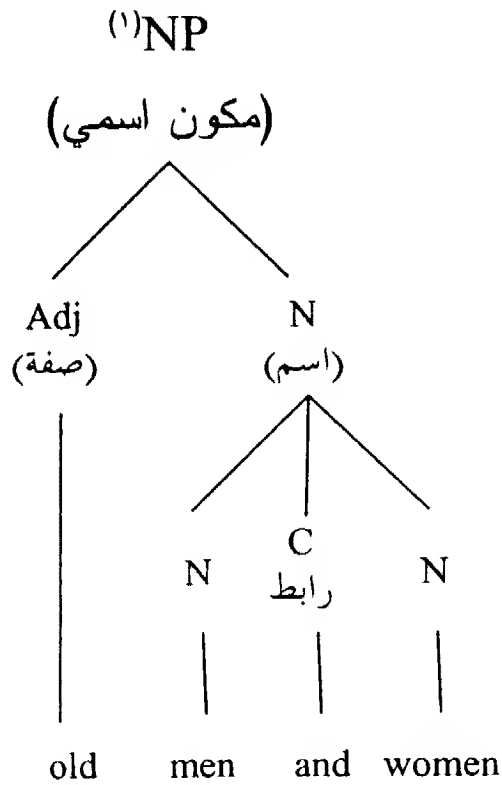 (١)NP
(مكون اسمي)
Adj N
(صفة) (اسم)
N C N
رابط
old men and women